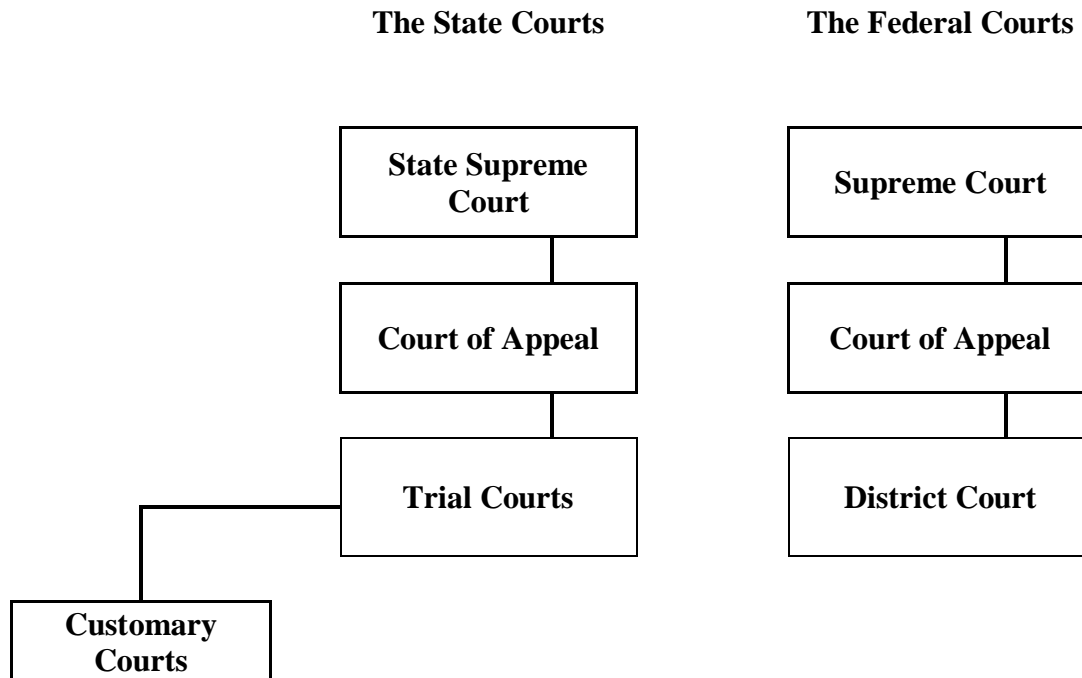 The State Courts
The Federal Courts
State Supreme
Court
Supreme Court
Court of Appeal
Court of Appeal
Trial Courts
District Court
Customary
Courts